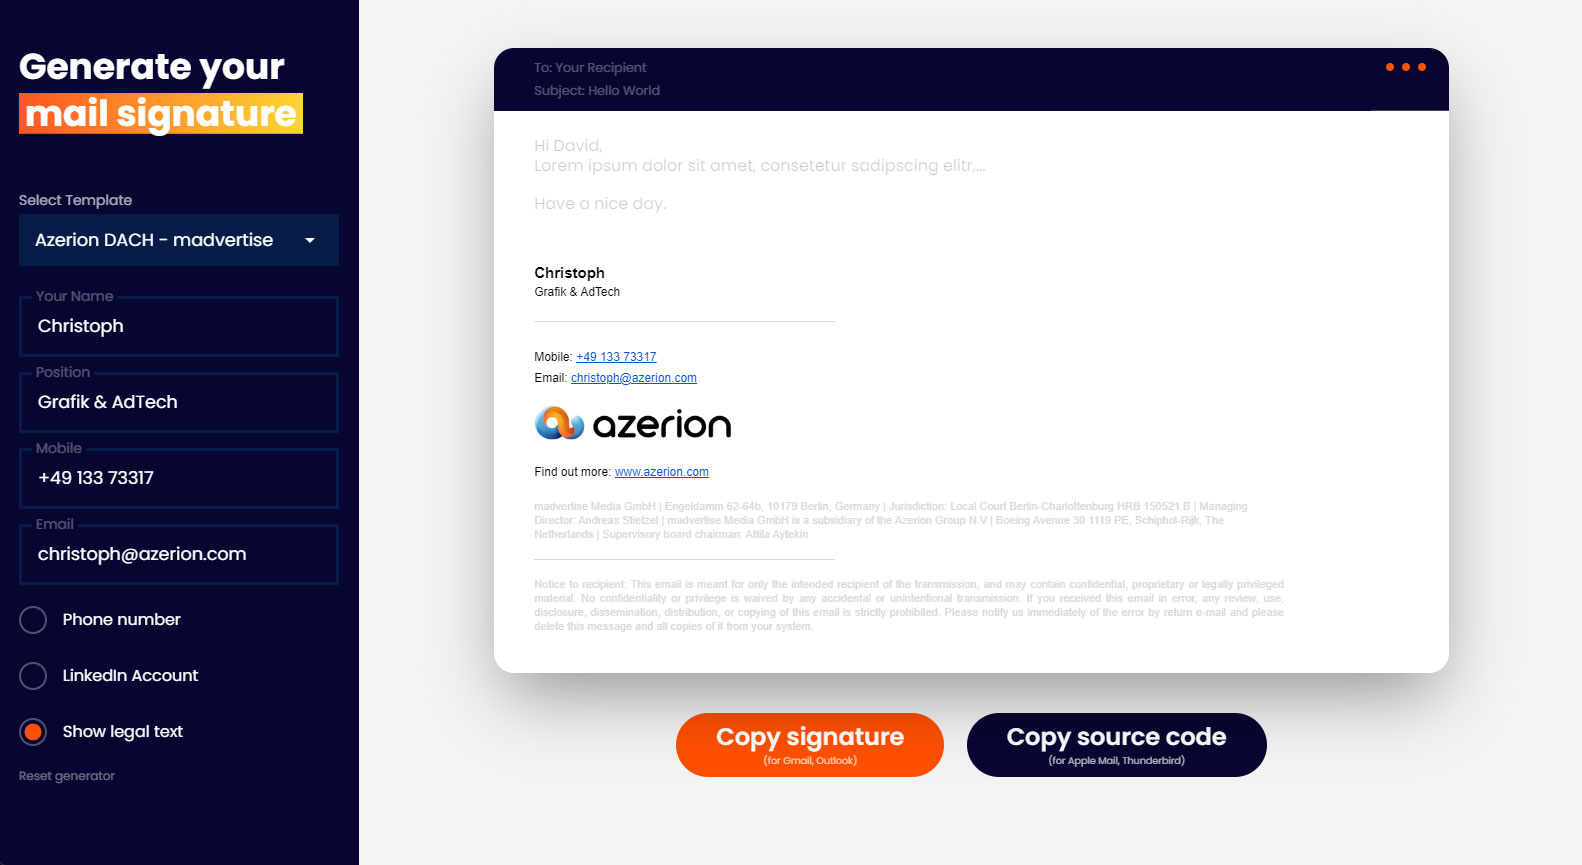 Generate your
mail signature
Select Template
Azerion DACH - madvertise
Your Name
Christoph
Position
Grafik & AdTech
Mobile
+49 133 73317
Email
christoph@azerion.com
Phone number
LinkedIn Account
Show legal text
Reset generator
To: Your Recipient
Subject: Hello World
Hi David,
Lorem ipsum dolor sit amet, consetetur sadipscing elitr,...
Have a nice day.
Christoph
Grafik & AdTech
Mobile: +49 133 73317
Email: christoph@azerion.com
azerion
Find out more: www.azerion.com
madvertise Media GmbH | Engeldamm 62-64b, 10179 Berlin, Germany | Jurisdiction: Local Court Berlin-Charlottenburg HRB 150521 B | Managing
Director: Andreas Stietzel | madvertise Media GmbH is a subsidiary of the Azerion Group N.V | Boeing Avenue 30 1119 PE, Schiphol-Rijk, The
Netherlands | Supervisory board chairman: Attila Aytekin
Notice to recipient: This email is meant for only the intended recipient of the transmission, and may contain confidential, proprietary or legally privileged
material. No confidentiality or privilege is waived by any accidental or unintentional transmission. If you received this email in error, any review, use,
disclosure, dissemination, distribution, or copying of this email is strictly prohibited. Please notify us immediately of the error by return e-mail and please
delete this message and all copies of it from your system.
Copy signature
(for Gmail, Outlook)
Copy source code
(for Apple Mail, Thunderbird)